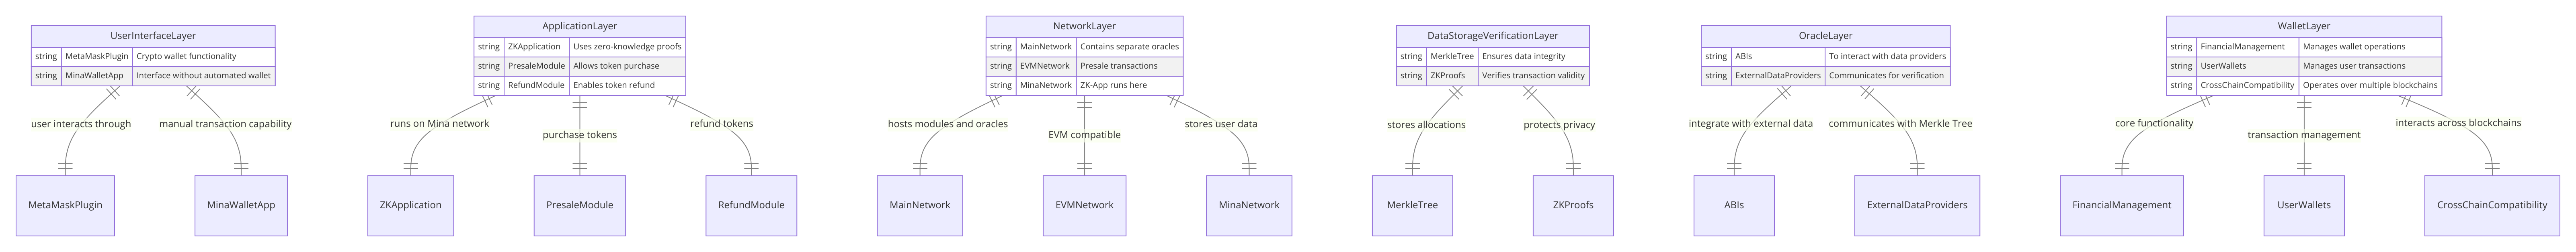 UserInterfaceLayer
string MetaMaskPlugin Crypto wallet functionality
string MinaWalletApp Interface without automated wallet
user interacts through
manual transaction capability
MetaMaskPlugin
MinaWalletApp
ApplicationLayer
string ZKApplication Uses zero-knowledge proofs
string PresaleModule Allows token purchase
string RefundModule Enables token refund
runs on Mina network
purchase tokens
refund tokens
ZKApplication
PresaleModule
RefundModule
NetworkLayer
string MainNetwork Contains separate oracles
string EVMNetwork Presale transactions
string MinaNetwork ZK-App runs here
hosts modules and oracles
EVM compatible
stores user data
MainNetwork
EVMNetwork
MinaNetwork
DataStorageVerificationLayer
string MerkleTree Ensures data integrity
string ZKProofs Verifies transaction validity
stores allocations
protects privacy
MerkleTree
ZKProofs
OracleLayer
string ABIs To interact with data providers
string ExternalDataProviders Communicates for verification
integrate with external data
communicates with Merkle Tree
ABIs
ExternalDataProviders
WalletLayer
string FinancialManagement Manages wallet operations
string UserWallets Manages user transactions
string CrossChainCompatibility Operates over multiple blockchains
core functionality
transaction management
interacts across blockchains
FinancialManagement
UserWallets
CrossChainCompatibility